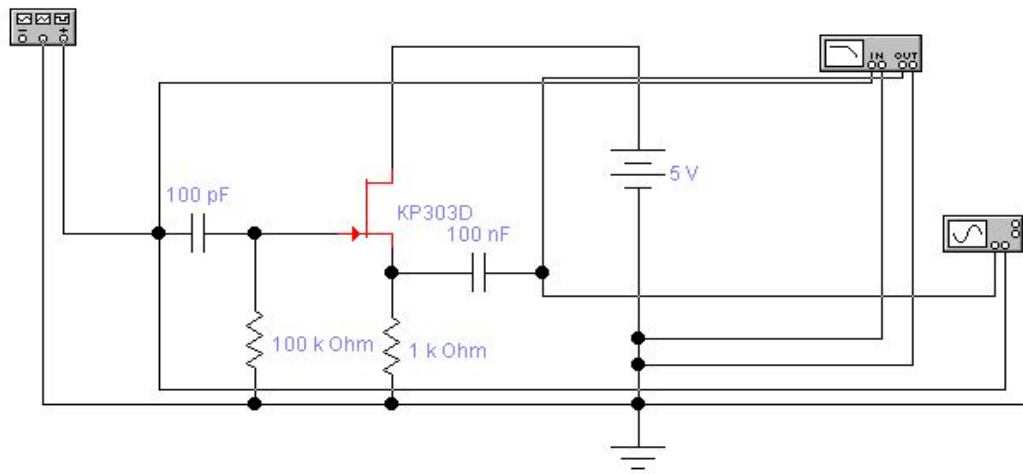 IN OUT
5 V
100 pF
KP303D
100 nF
100 k Ohm
1 k Ohm